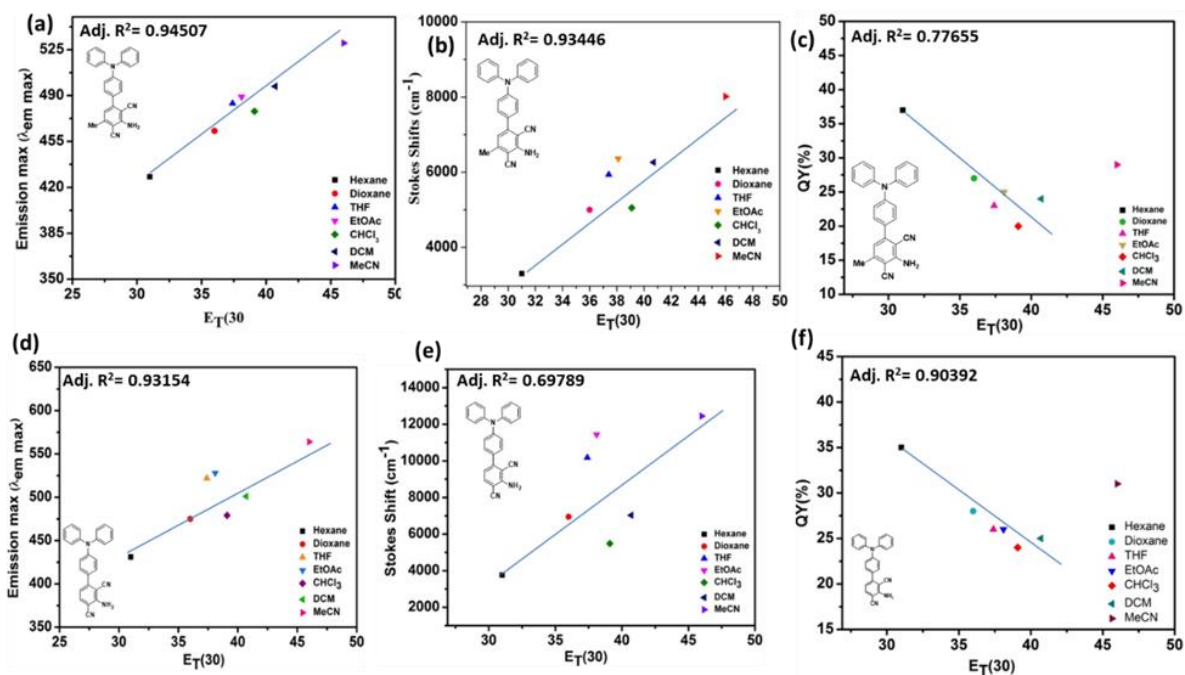 (a)
Adj. R²= 0.94507
Emission max (λem max)
525
490
455
420
385
350
25 30 35 40 45 50
ET(30
N
CN
Me
NH₂
CN
Hexane
Dioxane
THF
EtOAc
CHCl₃
DCM
MeCN
(b)
Adj. R²= 0.93446
Stokes Shifts (cm⁻¹)
10000
8000
6000
4000
28 30 32 34 36 38 40 42 44 46 48 50
ET(30)
N
CN
Me
NH₂
CN
Hexane
Dioxane
THF
EtOAc
CHCl₃
DCM
MeCN
(c)
Adj. R²= 0.77655
QY(%)
50
45
40
35
30
25
20
15
10
30 35 40 45 50
ET(30)
N
CN
Me
NH₂
CN
Hexane
Dioxane
THF
EtOAc
CHCl₃
DCM
MeCN
(d)
Adj. R²= 0.93154
Emission max (λem max)
650
600
550
500
450
400
350
25 30 35 40 45 50
ET(30)
N
CN
NH₂
CN
Hexane
Dioxane
THF
EtOAc
CHCl₃
DCM
MeCN
(e)
Adj. R²= 0.69789
Stokes Shift (cm⁻¹)
14000
12000
10000
8000
6000
4000
2000
30 35 40 45 50
ET(30)
N
CN
NH₂
CN
Hexane
Dioxane
THF
EtOAc
CHCl₃
DCM
MeCN
(f)
Adj. R²= 0.90392
QY(%)
45
40
35
30
25
20
15
30 35 40 45 50
ET(30)
N
CN
NH₂
CN
Hexane
Dioxane
THF
EtOAc
CHCl₃
DCM
MeCN